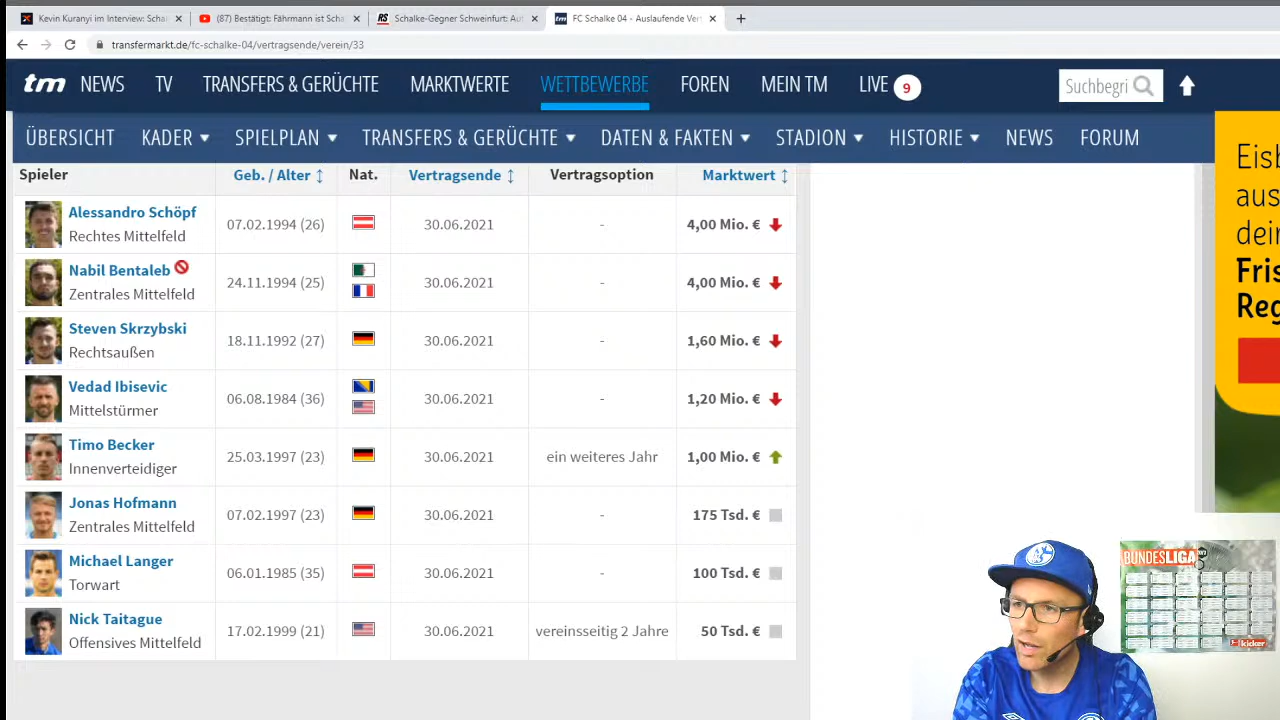 Kevin Kuranyi im Interview: Scha
(87) Bestätigt: Fährmann ist Scha
RS Schalke-Gegner Schweinfurt: Au
tm FC Schalke 04 - Auslaufende Ver
transfermarkt.de/fc-schalke-04/vertragsende/verein/33
tm NEWS TV TRANSFERS & GERÜCHTE MARKTWERTE WETTBEWERBE FOREN MEIN TM LIVE 9 Suchbegri
ÜBERSICHT KADER SPIELPLAN TRANSFERS & GERÜCHTE DATEN & FAKTEN STADION HISTORIE NEWS FORUM
Spieler Geb. / Alter Nat. Vertragsende Vertragsoption Marktwert
Alessandro Schöpf
Rechtes Mittelfeld
07.02.1994 (26) 30.06.2021 - 4,00 Mio. €
Nabil Bentaleb
Zentrales Mittelfeld
24.11.1994 (25) 30.06.2021 - 4,00 Mio. €
Steven Skrzybski
Rechtsaußen
18.11.1992 (27) 30.06.2021 - 1,60 Mio. €
Vedad Ibisevic
Mittelstürmer
06.08.1984 (36) 30.06.2021 - 1,20 Mio. €
Timo Becker
Innenverteidiger
25.03.1997 (23) 30.06.2021 ein weiteres Jahr 1,00 Mio. €
Jonas Hofmann
Zentrales Mittelfeld
07.02.1997 (23) 30.06.2021 - 175 Tsd. €
Michael Langer
Torwart
06.01.1985 (35) 30.06.2021 - 100 Tsd. €
Nick Taitague
Offensives Mittelfeld
17.02.1999 (21) 30.06.2021 vereinsseitig 2 Jahre 50 Tsd. €
Eisb
aus
dein
Fris
Reg
BUNDESLIGA
kicker